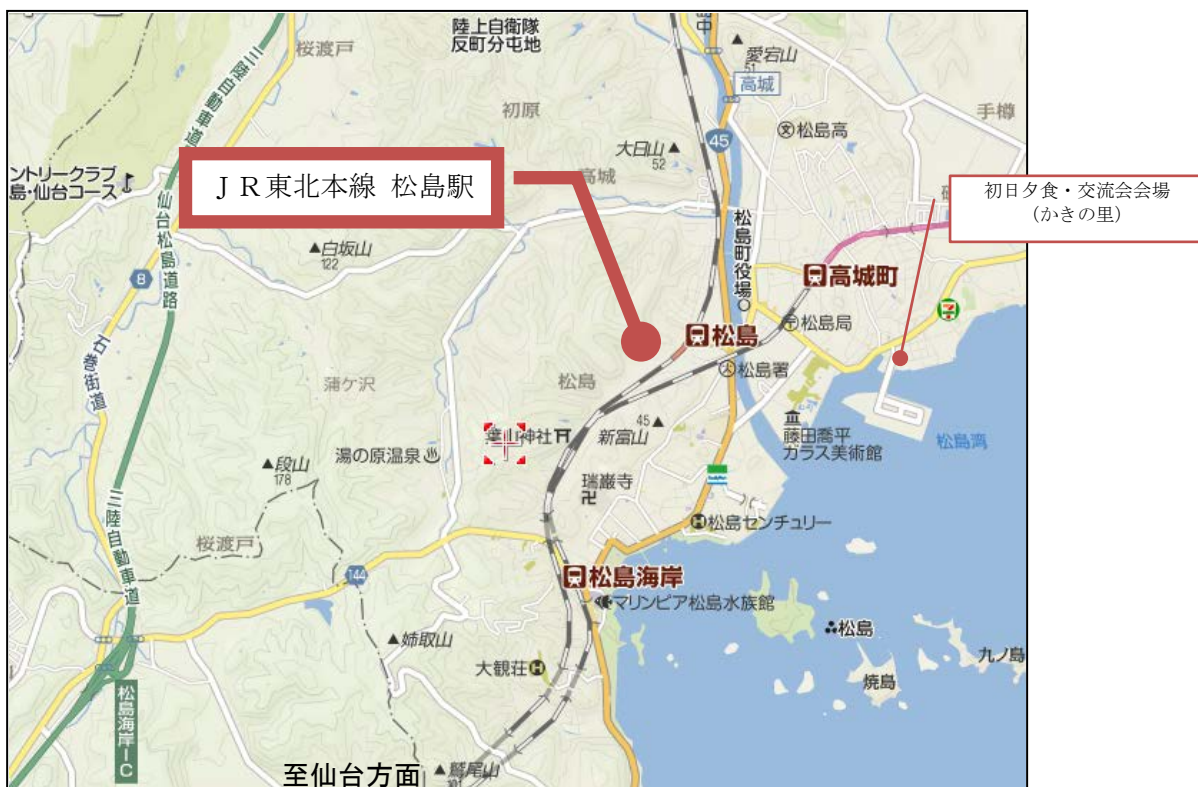 陸上自衛隊
反町分屯地
桜渡戸
三陸自動車道
愛宕山
51
高城
初原
手樽
松島高
45
大日山
52
高城
ントリークラブ
島・仙台コース
JR東北本線 松島駅
初日夕食・交流会会場
(かきの里)
仙台松島道路
白坂山
122
8
松島町役場
高城町
松島局
松島
石巻街道
松島署
蒲ケ沢
松島
45
葉山神社
新富山
藤田喬平
ガラス美術館
松島湾
湯の原温泉
段山
178
瑞巌寺
FamilyMart
松島センチュリー
三陸自動車道
桜渡戸
144
松島海岸
マリンピア松島水族館
松島
姉取山
九ノ島
大観荘
焼島
松島海岸IC
至仙台方面
鷲尾山